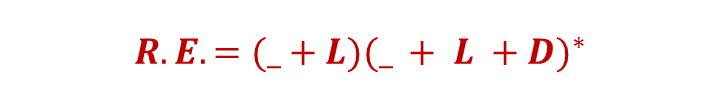 R. E. = (_ + L)(_ + L + D)*